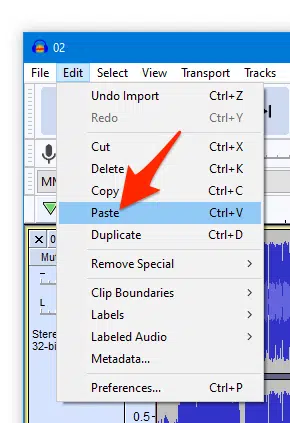 02
File Edit Select View Transport Tracks
Undo Import Ctrl+Z
Redo Ctrl+Y
Cut Ctrl+X
Delete Ctrl+K
Copy Ctrl+C
Paste Ctrl+V
Duplicate Ctrl+D
Remove Special >
Clip Boundaries >
Labels >
Labeled Audio >
Metadata...
Preferences... Ctrl+P
MM
× 0
Mu
L
Stere
32-bi
0.5-